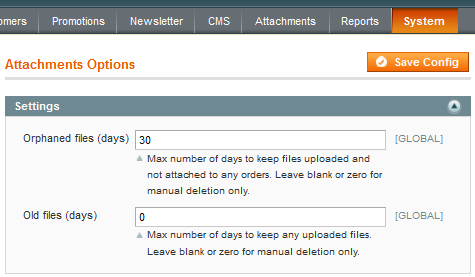 omers Promotions Newsletter CMS Attachments Reports System
Attachments Options Save Config
Settings
Orphaned files (days) 30 [GLOBAL]
Max number of days to keep files uploaded and
not attached to any orders. Leave blank or zero for
manual deletion only.
Old files (days) 0 [GLOBAL]
Max number of days to keep any uploaded files.
Leave blank or zero for manual deletion only.